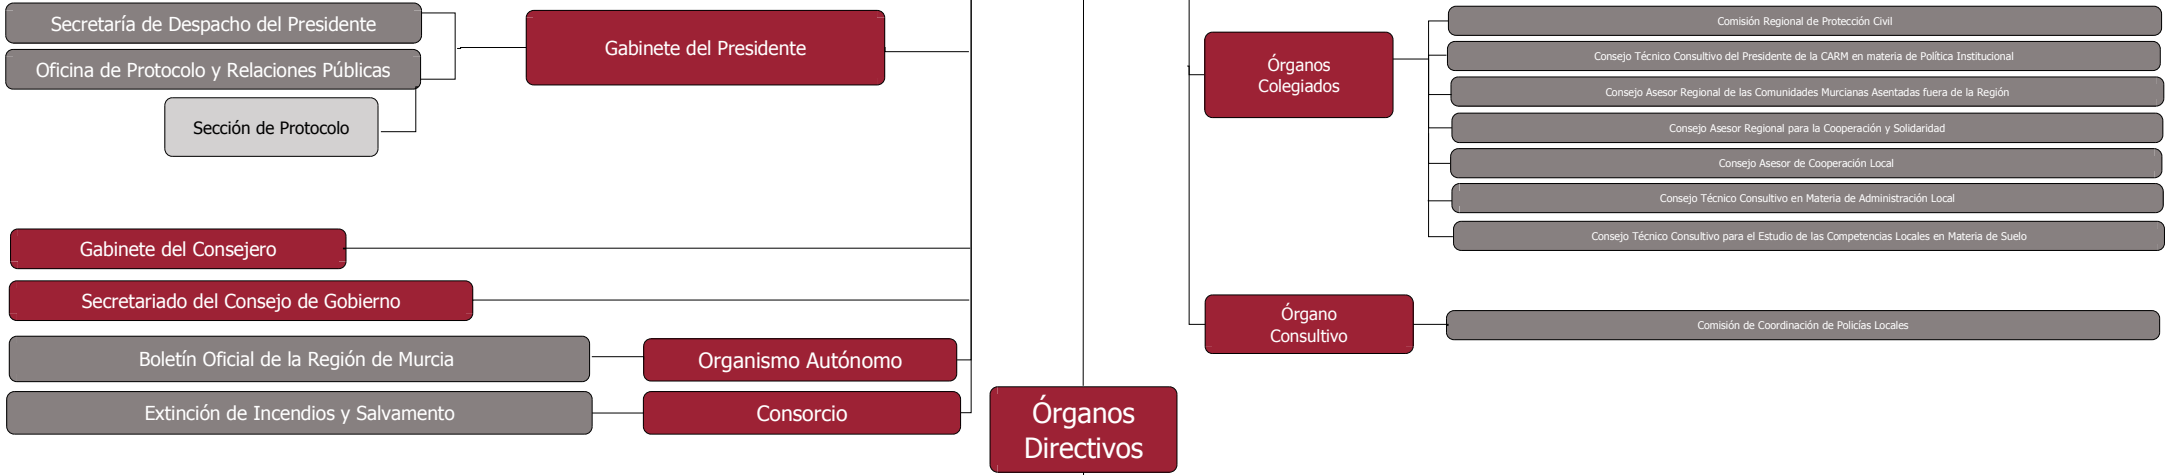 Secretaría de Despacho del Presidente
Oficina de Protocolo y Relaciones Públicas
Sección de Protocolo
Gabinete del Presidente
Gabinete del Consejero
Secretariado del Consejo de Gobierno
Boletín Oficial de la Región de Murcia
Organismo Autónomo
Extinción de Incendios y Salvamento
Consorcio
Órganos
Directivos
Órganos
Colegiados
Comisión Regional de Protección Civil
Consejo Técnico Consultivo del Presidente de la CARM en materia de Política Institucional
Consejo Asesor Regional de las Comunidades Murcianas Asentadas fuera de la Región
Consejo Asesor Regional para la Cooperación y Solidaridad
Consejo Asesor de Cooperación Local
Consejo Técnico Consultivo en Materia de Administración Local
Consejo Técnico Consultivo para el Estudio de las Competencias Locales en Materia de Suelo
Órgano
Consultivo
Comisión de Coordinación de Policías Locales